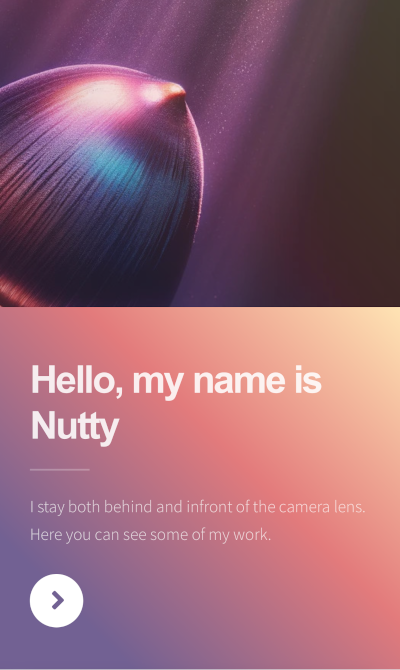 Hello, my name is
Nutty
I stay both behind and infront of the camera lens.
Here you can see some of my work.